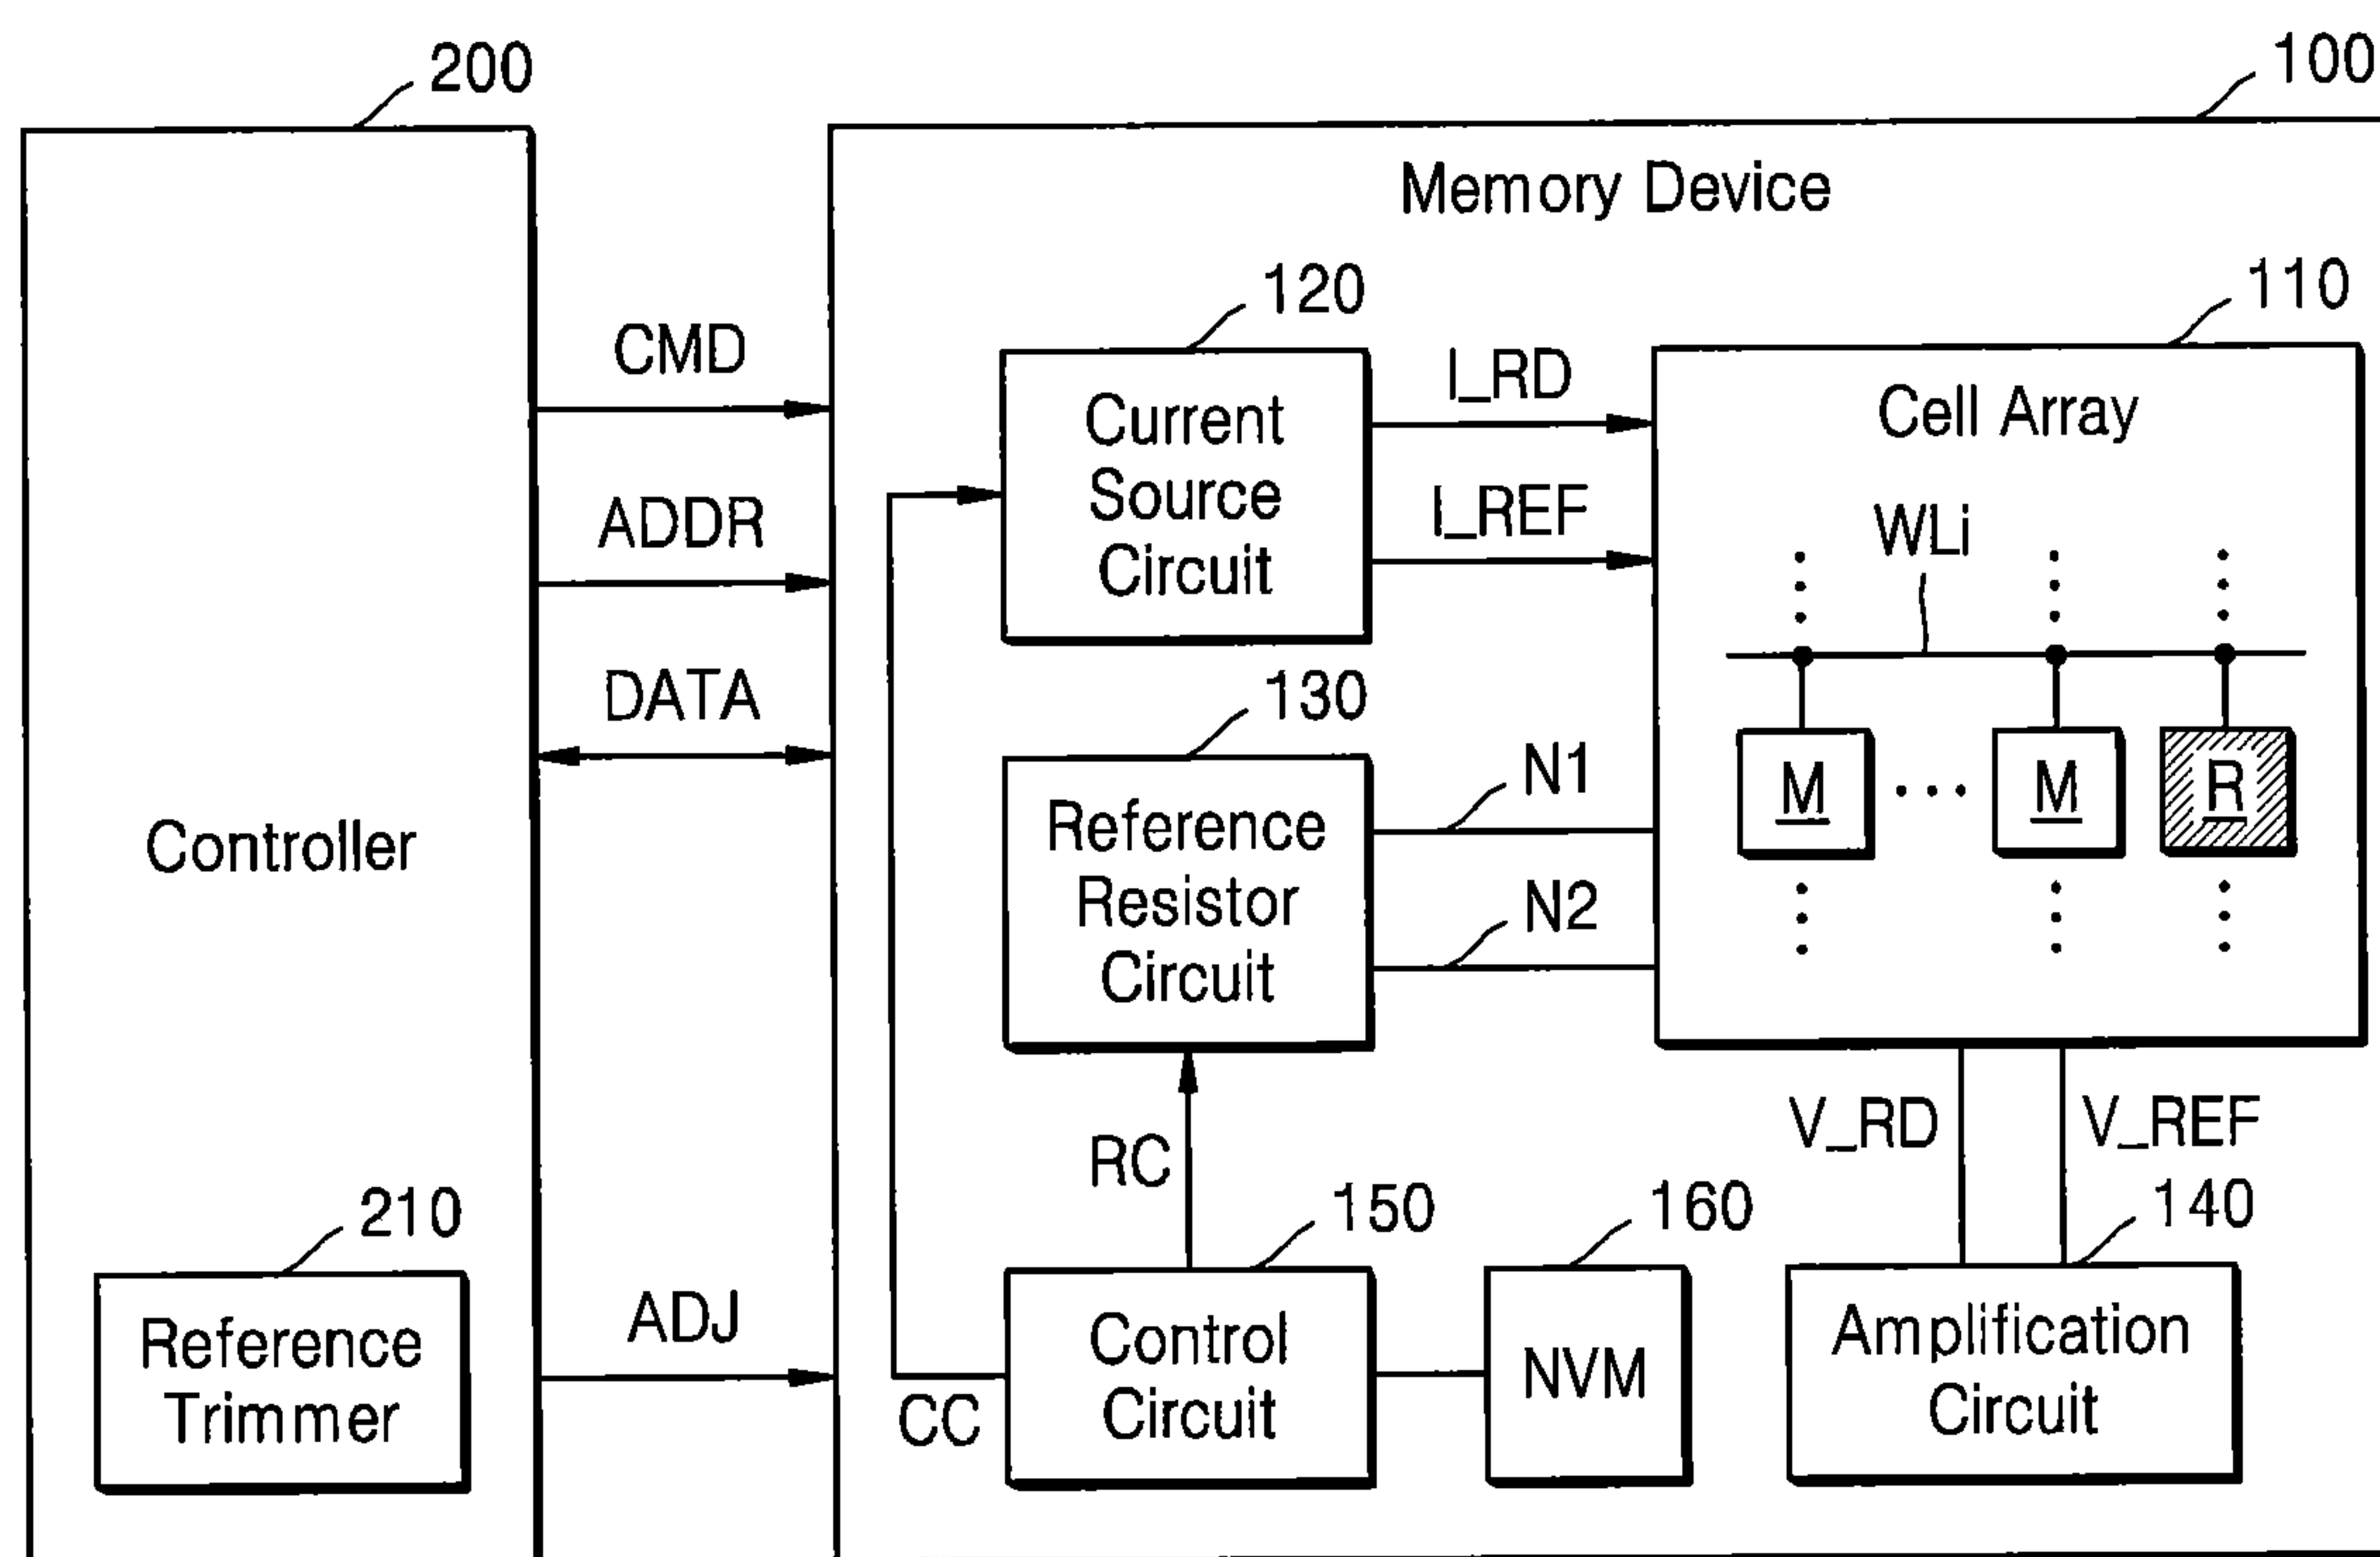 200
100
Memory Device
120
110
CMD
Current
Source
Circuit
I_RD
Cell Array
ADDR
I_REF
WLi
DATA
130
N1
M
...
M
R
Controller
Reference
Resistor
Circuit
N2
RC
V_RD
V_REF
210
150
160
140
Reference
Trimmer
ADJ
CC
Control
Circuit
NVM
Amplification
Circuit